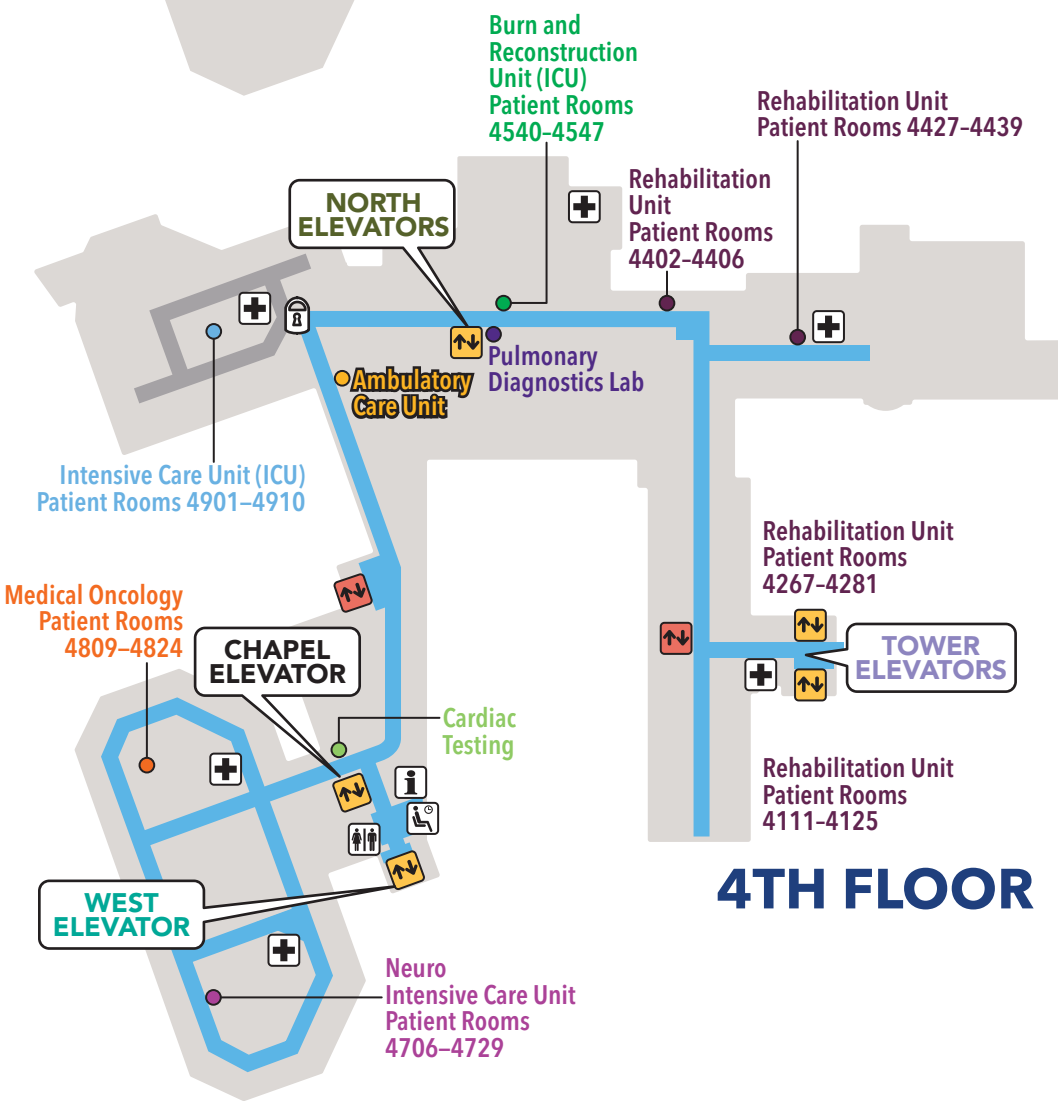 Burn and
Reconstruction
Unit (ICU)
Patient Rooms
4540–4547
Rehabilitation Unit
Patient Rooms 4427–4439
Rehabilitation
Unit
Patient Rooms
4402–4406
NORTH
ELEVATORS
Pulmonary
Diagnostics Lab
Ambulatory
Care Unit
Intensive Care Unit (ICU)
Patient Rooms 4901–4910
Rehabilitation Unit
Patient Rooms
4267–4281
Medical Oncology
Patient Rooms
4809–4824
CHAPEL
ELEVATOR
TOWER
ELEVATORS
Cardiac
Testing
Rehabilitation Unit
Patient Rooms
4111–4125
4TH FLOOR
WEST
ELEVATOR
Neuro
Intensive Care Unit
Patient Rooms
4706–4729